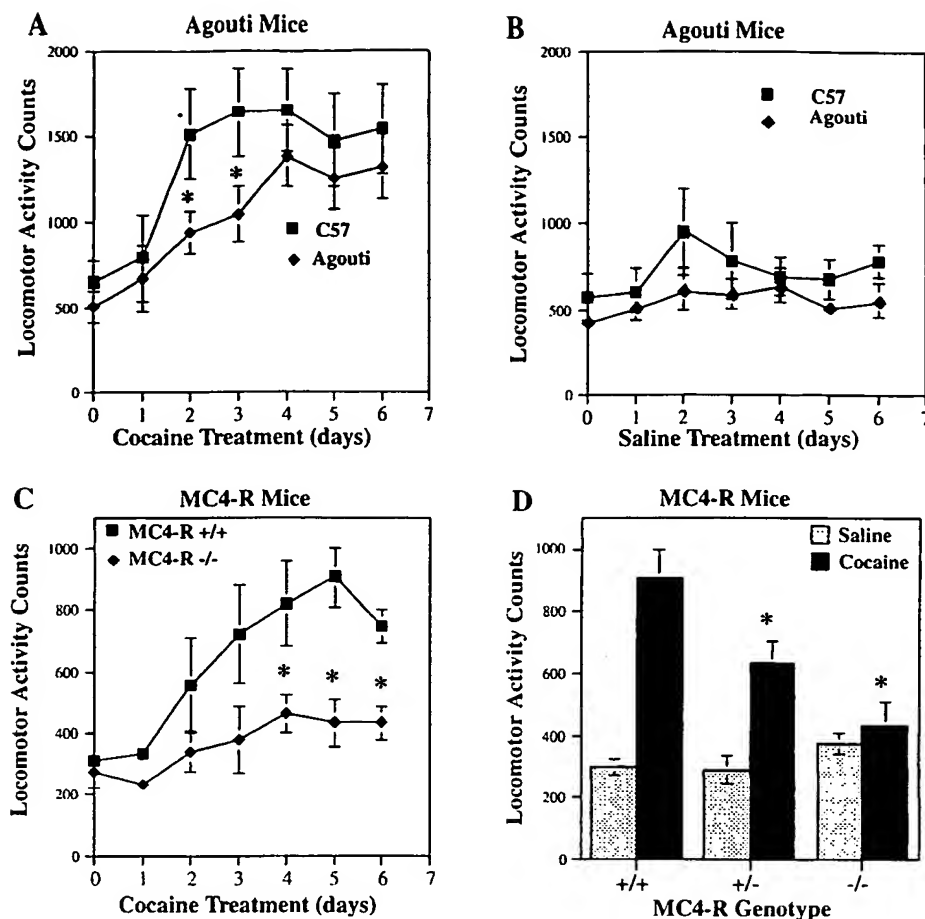 A
Agouti Mice
2000
1500
1000
500
0
Locomotor Activity Counts
*
*
C57
Agouti
0 1 2 3 4 5 6 7
Cocaine Treatment (days)
B
Agouti Mice
2000
1500
1000
500
0
Locomotor Activity Counts
C57
Agouti
0 1 2 3 4 5 6 7
Saline Treatment (days)
C
MC4-R Mice
MC4-R +/+
MC4-R -/-
1000
800
600
400
200
0
Locomotor Activity Counts
* * *
0 1 2 3 4 5 6 7
Cocaine Treatment (days)
D
MC4-R Mice
Saline
Cocaine
1000
800
600
400
200
0
Locomotor Activity Counts
*
*
+/+ +/- -/-
MC4-R Genotype